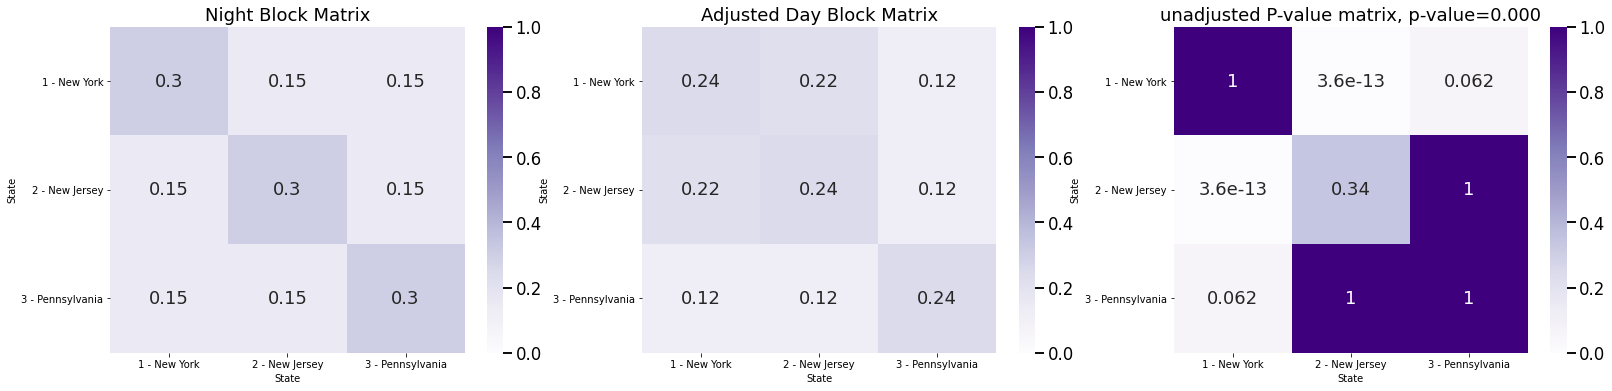 Night Block Matrix
1 - New York
2 - New Jersey
3 - Pennsylvania
State
0.3 0.15 0.15
0.15 0.3 0.15
0.15 0.15 0.3
1 - New York 2 - New Jersey 3 - Pennsylvania
State
1.0
0.8
0.6
0.4
0.2
0.0
Adjusted Day Block Matrix
1 - New York
2 - New Jersey
3 - Pennsylvania
State
0.24 0.22 0.12
0.22 0.24 0.12
0.12 0.12 0.24
1 - New York 2 - New Jersey 3 - Pennsylvania
State
1.0
0.8
0.6
0.4
0.2
0.0
unadjusted P-value matrix, p-value=0.000
1 - New York
2 - New Jersey
3 - Pennsylvania
State
1 3.6e-13 0.062
3.6e-13 0.34 1
0.062 1 1
1 - New York 2 - New Jersey 3 - Pennsylvania
State
1.0
0.8
0.6
0.4
0.2
0.0